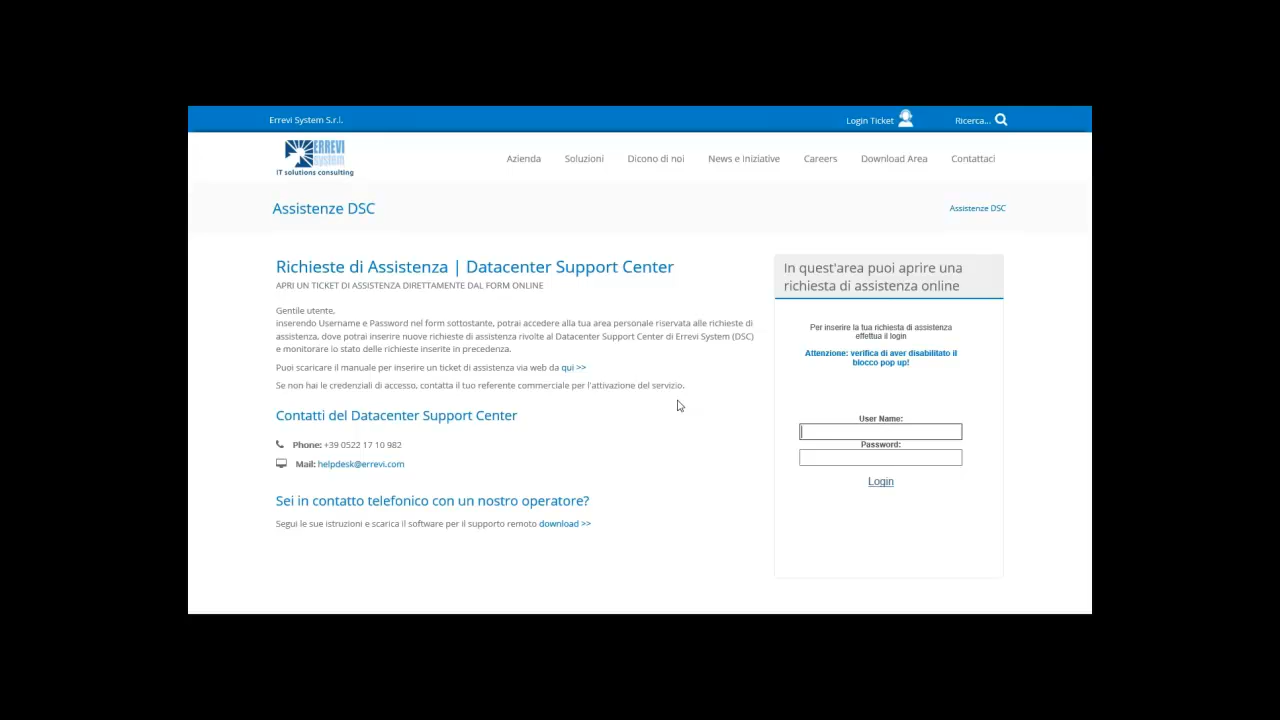 Errevi System S.r.l.
Login Ticket
Ricerca...
ERREVI
system
IT solutions consulting
Azienda
Soluzioni
Dicono di noi
News e Iniziative
Careers
Download Area
Contattaci
Assistenze DSC
Assistenze DSC
Richieste di Assistenza | Datacenter Support Center
APRI UN TICKET DI ASSISTENZA DIRETTAMENTE DAL FORM ONLINE
Gentile utente,
inserendo Username e Password nel form sottostante, potrai accedere alla tua area personale riservata alle richieste di
assistenza, dove potrai inserire nuove richieste di assistenza rivolte al Datacenter Support Center di Errevi System (DSC)
e monitorare lo stato delle richieste inserite in precedenza.
Puoi scaricare il manuale per inserire un ticket di assistenza via web da qui >>
Se non hai le credenziali di accesso, contatta il tuo referente commerciale per l'attivazione del servizio.
Contatti del Datacenter Support Center
Phone: +39 0522 17 10 982
Mail: helpdesk@errevi.com
Sei in contatto telefonico con un nostro operatore?
Segui le sue istruzioni e scarica il software per il supporto remoto download >>
In quest'area puoi aprire una
richiesta di assistenza online
Per inserire la tua richiesta di assistenza
effettua il login
Attenzione: verifica di aver disabilitato il
blocco pop up!
User Name:
Password:
Login